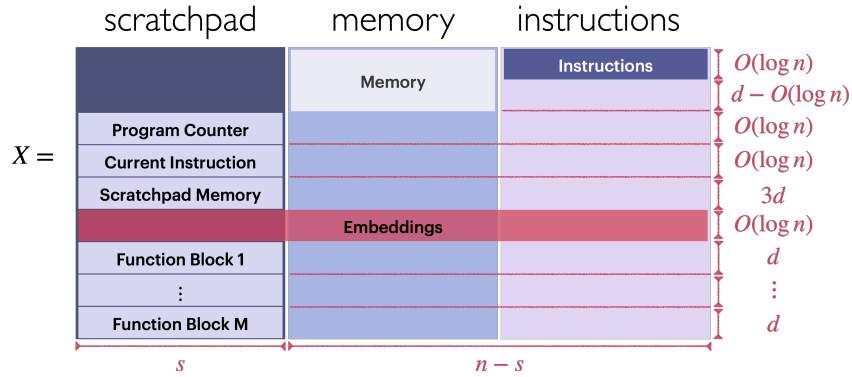 scratchpad memory instructions
Memory Instructions O(log n)
d − O(log n)
Program Counter O(log n)
X = Current Instruction O(log n)
Scratchpad Memory 3d
Embeddings O(log n)
Function Block 1 d
⋮ ⋮
Function Block M d
s n − s